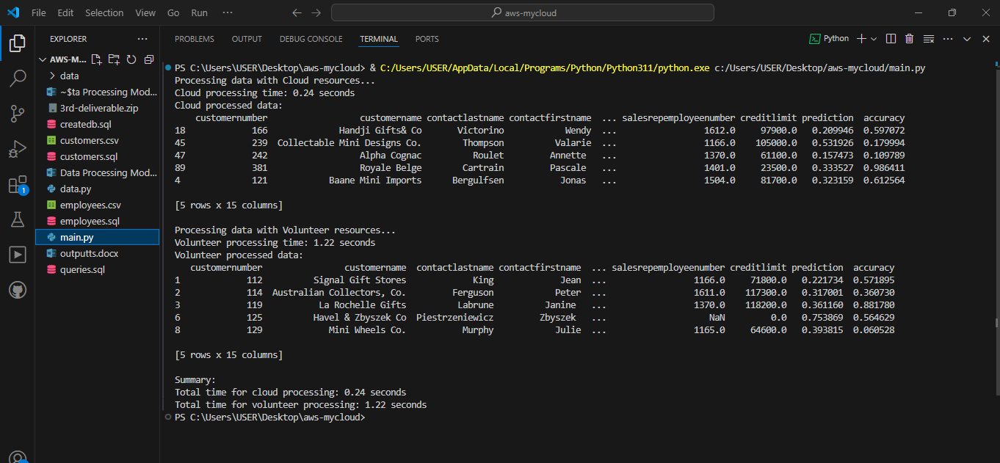 File Edit Selection View Go Run ··· aws-mycloud
EXPLORER ···
PROBLEMS OUTPUT DEBUG CONSOLE TERMINAL PORTS Python ···
AWS-M...
data
~$ta Processing Mod...
3rd-deliverable.zip
createdb.sql
customers.csv
customers.sql
Data Processing Mod...
data.py
employees.csv
employees.sql
main.py
outputts.docx
queries.sql
1
PS C:\Users\USER\Desktop\aws-mycloud> & C:/Users/USER/AppData/Local/Programs/Python/Python311/python.exe c:/Users/USER/Desktop/aws-mycloud/main.py
Processing data with Cloud resources...
Cloud processing time: 0.24 seconds
Cloud processed data:
customernumber customername contactlastname contactfirstname ... salesrepemployeenumber creditlimit prediction accuracy
18 166 Handji Gifts& Co Victorino Wendy ... 1612.0 97900.0 0.209946 0.597072
45 239 Collectable Mini Designs Co. Thompson Valarie ... 1166.0 105000.0 0.531926 0.179994
47 242 Alpha Cognac Roulet Annette ... 1370.0 61100.0 0.157473 0.109789
89 381 Royale Belge Cartrain Pascale ... 1401.0 23500.0 0.333527 0.986411
4 121 Baane Mini Imports Bergulfsen Jonas ... 1504.0 81700.0 0.323159 0.612564
[5 rows x 15 columns]
Processing data with Volunteer resources...
Volunteer processing time: 1.22 seconds
Volunteer processed data:
customernumber customername contactlastname contactfirstname ... salesrepemployeenumber creditlimit prediction accuracy
1 112 Signal Gift Stores King Jean ... 1166.0 71800.0 0.221734 0.571895
2 114 Australian Collectors, Co. Ferguson Peter ... 1611.0 117300.0 0.317001 0.360730
3 119 La Rochelle Gifts Labrune Janine ... 1370.0 118200.0 0.361160 0.881780
6 125 Havel & Zbyszek Co Piestrzeniewicz Zbyszek ... NaN 0.0 0.753869 0.564629
8 129 Mini Wheels Co. Murphy Julie ... 1165.0 64600.0 0.393815 0.060528
[5 rows x 15 columns]
Summary:
Total time for cloud processing: 0.24 seconds
Total time for volunteer processing: 1.22 seconds
PS C:\Users\USER\Desktop\aws-mycloud>